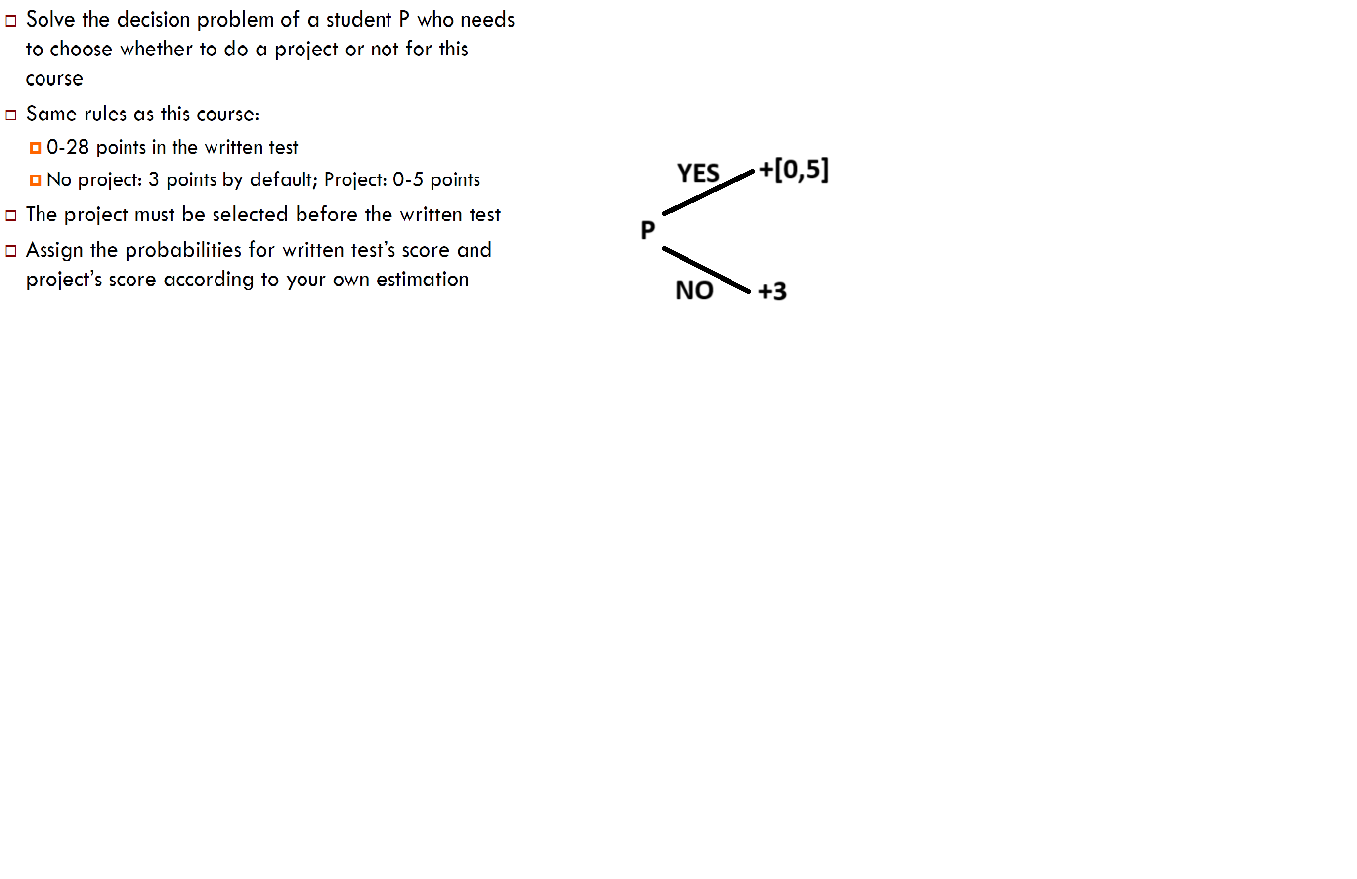 Solve the decision problem of a student P who needs
to choose whether to do a project or not for this
course
Same rules as this course:
0-28 points in the written test
No project: 3 points by default; Project: 0-5 points
The project must be selected before the written test
Assign the probabilities for written test's score and
project's score according to your own estimation
YES +[0,5]
P
NO +3